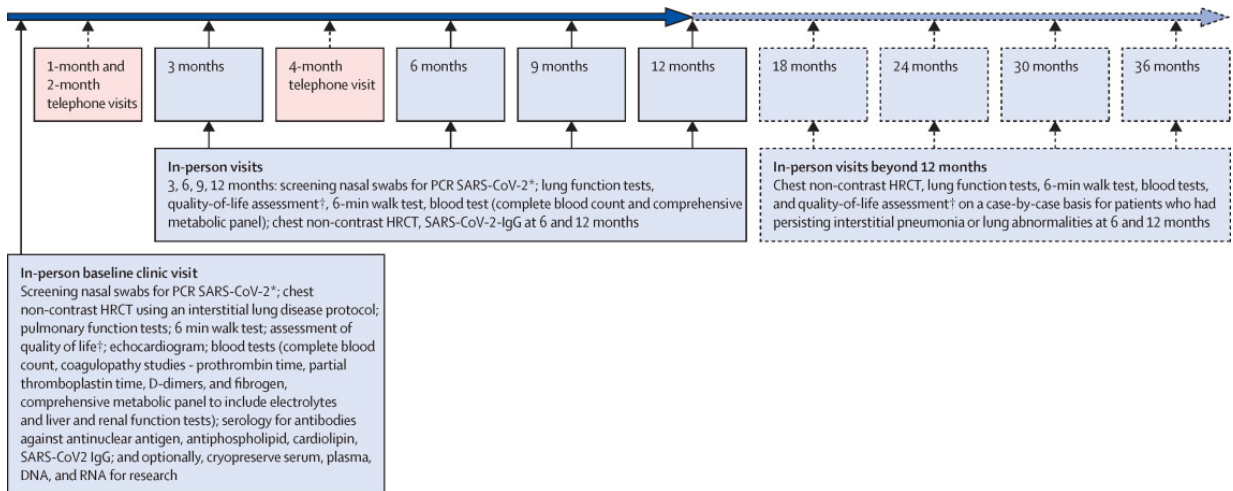 1-month and
2-month
telephone visits
3 months
4-month
telephone visit
6 months
9 months
12 months
18 months
24 months
30 months
36 months
In-person visits
3, 6, 9, 12 months: screening nasal swabs for PCR SARS-CoV-2*; lung function tests,
quality-of-life assessment†, 6-min walk test, blood test (complete blood count and comprehensive
metabolic panel); chest non-contrast HRCT, SARS-CoV-2-IgG at 6 and 12 months
In-person visits beyond 12 months
Chest non-contrast HRCT, lung function tests, 6-min walk test, blood tests,
and quality-of-life assessment† on a case-by-case basis for patients who had
persisting interstitial pneumonia or lung abnormalities at 6 and 12 months
In-person baseline clinic visit
Screening nasal swabs for PCR SARS-CoV-2*; chest
non-contrast HRCT using an interstitial lung disease protocol;
pulmonary function tests; 6 min walk test; assessment of
quality of life†; echocardiogram; blood tests (complete blood
count, coagulopathy studies - prothrombin time, partial
thromboplastin time, D-dimers, and fibrogen,
comprehensive metabolic panel to include electrolytes
and liver and renal function tests); serology for antibodies
against antinuclear antigen, antiphospholipid, cardiolipin,
SARS-CoV2 IgG; and optionally, cryopreserve serum, plasma,
DNA, and RNA for research